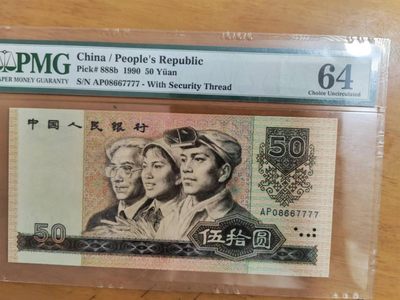 PMG
PAPER MONEY GUARANTY
China / People's Republic
Pick# 888b 1990 50 Yüan
S/N AP08667777 - With Security Thread
64
Choice Uncirculated
中国人民银行
50
AP08667777
50
伍拾圆